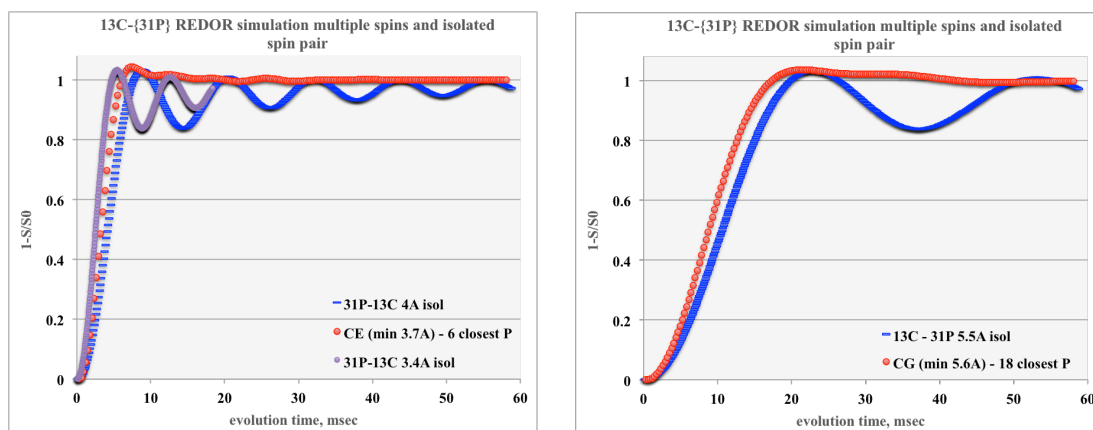 13C-{31P} REDOR simulation multiple spins and isolated
spin pair
1
0.8
0.6
0.4
0.2
0
1-S/S0
31P-13C 4A isol
CE (min 3.7A) - 6 closest P
31P-13C 3.4A isol
0 10 20 30 40 50 60
evolution time, msec
13C-{31P} REDOR simulation multiple spins and isolated
spin pair
1
0.8
0.6
0.4
0.2
0
1-S/S0
13C - 31P 5.5A isol
CG (min 5.6A) - 18 closest P
0 10 20 30 40 50 60
evolution time, msec